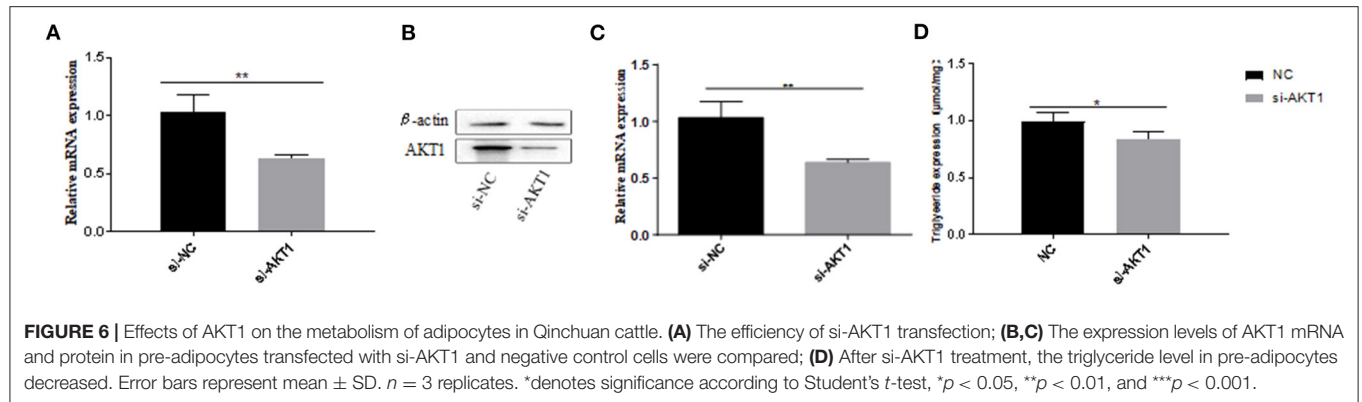 A
B
C
D
Relative mRNA expression
1.5
1.0
0.5
0.0
**
si-NC
si-AKT1
β-actin
AKT1
si-NC
si-AKT1
Relative mRNA expression
1.5
1.0
0.5
0.0
**
si-NC
si-AKT1
Triglyceride expression (μmol/mg)
1.5
1.0
0.5
0.0
*
NC
si-AKT1
NC
si-AKT1
FIGURE 6 | Effects of AKT1 on the metabolism of adipocytes in Qinchuan cattle. (A) The efficiency of si-AKT1 transfection; (B,C) The expression levels of AKT1 mRNA
and protein in pre-adipocytes transfected with si-AKT1 and negative control cells were compared; (D) After si-AKT1 treatment, the triglyceride level in pre-adipocytes
decreased. Error bars represent mean ± SD. n = 3 replicates. *denotes significance according to Student's t-test, *p < 0.05, **p < 0.01, and ***p < 0.001.